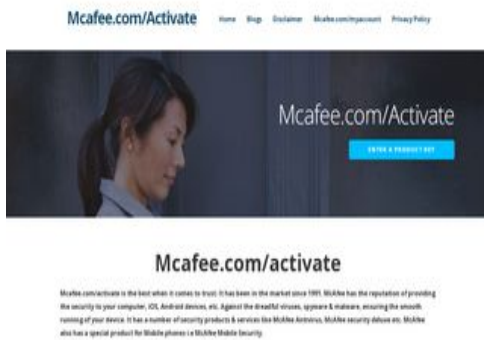 Mcafee.com/Activate
Home Blogs Disclaimer Mcafee.com/myaccount Privacy Policy
Mcafee.com/Activate
ENTER A PRODUCT KEY
Mcafee.com/activate
Mcafee.com/activate is the best when it comes to trust. It has been in the market since 1991. McAfee has the reputation of providing
the security to your computer, iOS, Android devices, etc. Against the dreadful viruses, spyware & malware, ensuring the smooth
running of your device. It has a number of security products & services like McAfee Antivirus, McAfee security deluxe etc. McAfee
also has a special product for Mobile phones i.e McAfee Mobile Security.